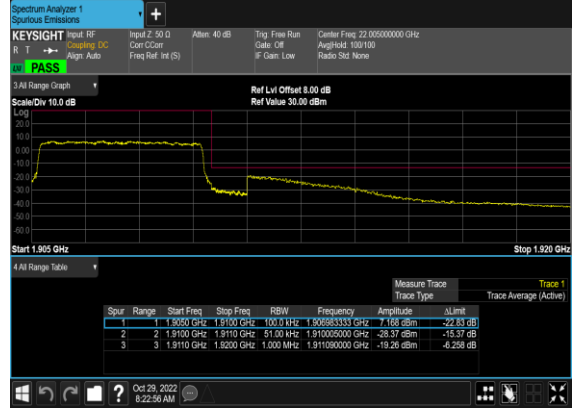 Spectrum Analyzer 1
Spurious Emissions
+
KEYSIGHT Input: RF Input Z: 50 Ω Atten: 40 dB Trig: Free Run Center Freq: 22.005000000 GHz
R T Coupling: DC Corr CCorr Gate: Off Avg|Hold: 100/100
Align: Auto Freq Ref: Int (S) IF Gain: Low Radio Std: None
PASS
3 All Range Graph
Ref Lvl Offset 8.00 dB
Scale/Div 10.0 dB Ref Value 30.00 dBm
Log
20.0
10.0
0.00
-10.0
-20.0
-30.0
-40.0
-50.0
-60.0
Start 1.905 GHz Stop 1.920 GHz
4 All Range Table
Measure Trace Trace 1
Trace Type Trace Average (Active)
Spur Range Start Freq Stop Freq RBW Frequency Amplitude ΔLimit
1 1 1.9050 GHz 1.9100 GHz 100.0 kHz 1.906983333 GHz 7.168 dBm -22.83 dB
2 2 1.9100 GHz 1.9110 GHz 51.00 kHz 1.910005000 GHz -28.37 dBm -15.37 dB
3 3 1.9110 GHz 1.9200 GHz 1.000 MHz 1.911090000 GHz -19.26 dBm -6.258 dB
? Oct 29, 2022
8:22:56 AM